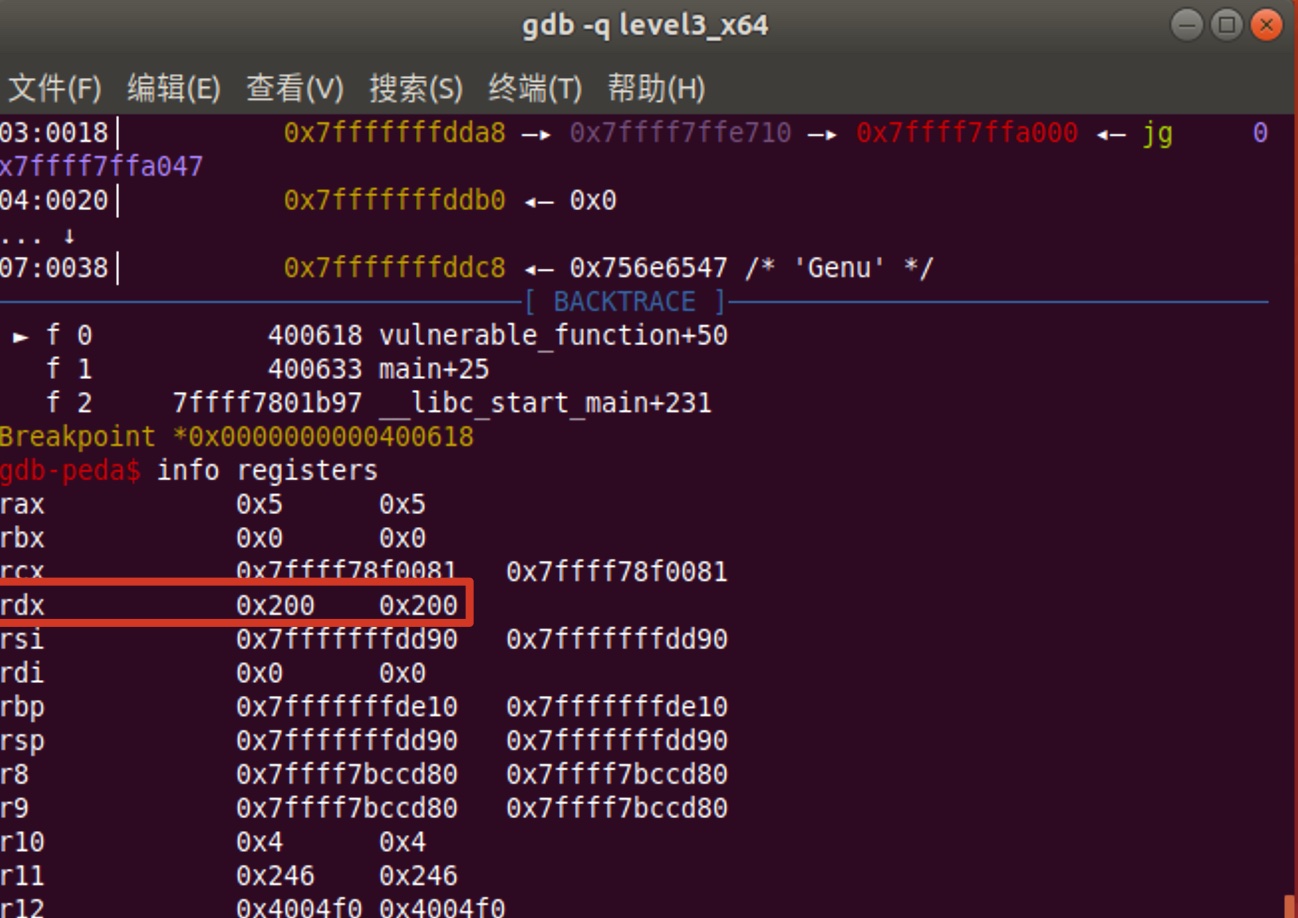 gdb -q level3_x64
文件(F) 编辑(E) 查看(V) 搜索(S) 终端(T) 帮助(H)
03:0018│ 0x7fffffffdda8 —▸ 0x7ffff7ffe710 —▸ 0x7ffff7ffa000 ◂— jg 0
x7ffff7ffa047
04:0020│ 0x7fffffffddb0 ◂— 0x0
... ↓
07:0038│ 0x7fffffffddc8 ◂— 0x756e6547 /* 'Genu' */
[ BACKTRACE ]
► f 0 400618 vulnerable_function+50
f 1 400633 main+25
f 2 7ffff7801b97 __libc_start_main+231
Breakpoint *0x0000000000400618
gdb-peda$ info registers
rax 0x5 0x5
rbx 0x0 0x0
rcx 0x7ffff78f0081 0x7ffff78f0081
rdx 0x200 0x200
rsi 0x7fffffffdd90 0x7fffffffdd90
rdi 0x0 0x0
rbp 0x7fffffffde10 0x7fffffffde10
rsp 0x7fffffffdd90 0x7fffffffdd90
r8 0x7ffff7bccd80 0x7ffff7bccd80
r9 0x7ffff7bccd80 0x7ffff7bccd80
r10 0x4 0x4
r11 0x246 0x246
r12 0x4004f0 0x4004f0